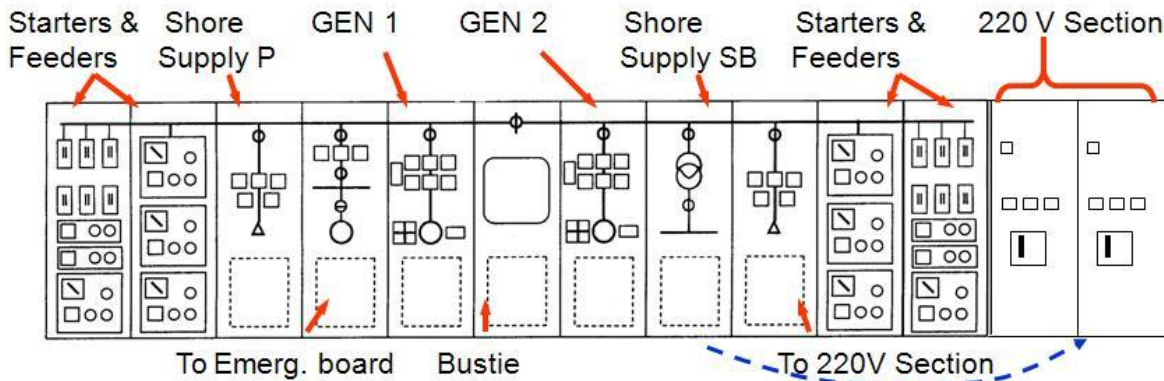 Starters &
Feeders
Shore
Supply P
GEN 1
GEN 2
Shore
Supply SB
Starters &
Feeders
220 V Section
To Emerg. board
Bustie
To 220V Section